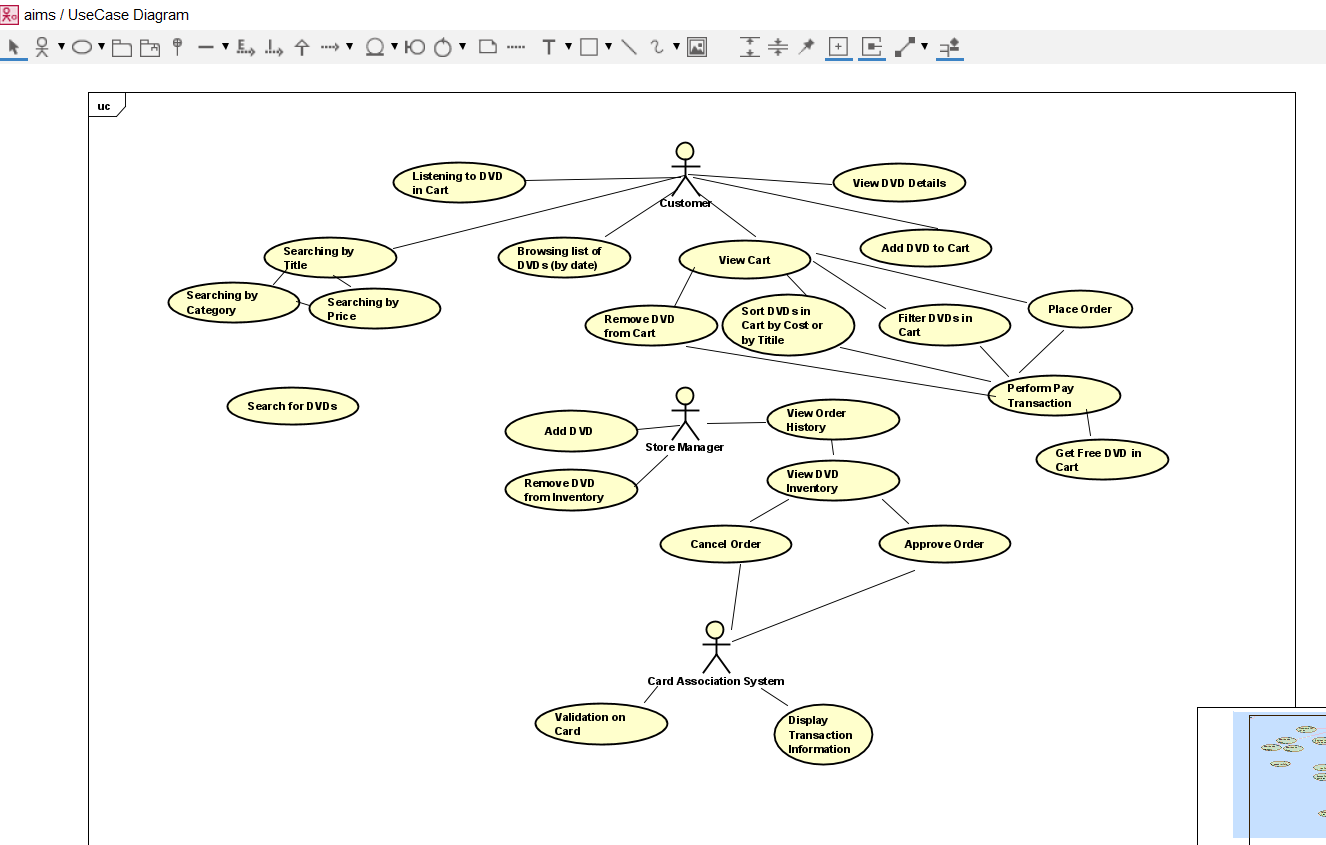 aims / UseCase Diagram
uc
Listening to DVD
in Cart
Customer
View DVD Details
Searching by
Title
Browsing list of
DVDs (by date)
View Cart
Add DVD to Cart
Searching by
Category
Searching by
Price
Remove DVD
from Cart
Sort DVDs in
Cart by Cost or
by Titile
Filter DVDs in
Cart
Place Order
Search for DVDs
Perform Pay
Transaction
Add DVD
Store Manager
View Order
History
Get Free DVD in
Cart
Remove DVD
from Inventory
View DVD
Inventory
Cancel Order
Approve Order
Card Association System
Validation on
Card
Display
Transaction
Information